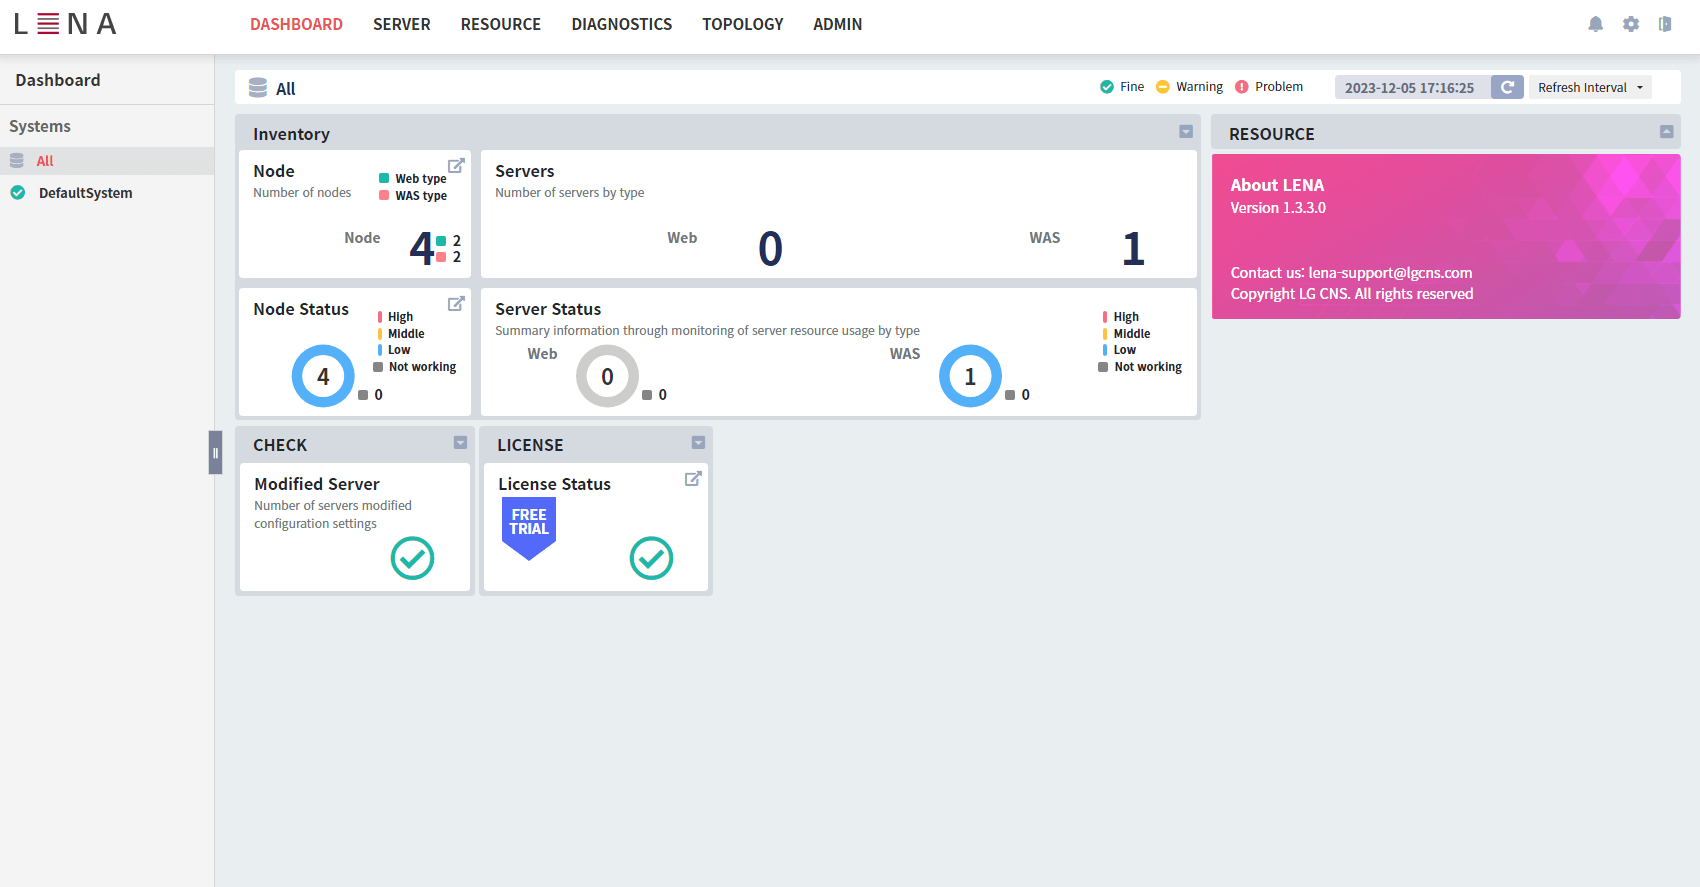 LENA
DASHBOARD SERVER RESOURCE DIAGNOSTICS TOPOLOGY ADMIN
Dashboard
Systems
All
DefaultSystem
All
Fine Warning Problem
2023-12-05 17:16:25
Refresh Interval
Inventory
Node
Number of nodes
Web type
WAS type
Node
4
2
2
Servers
Number of servers by type
Web
0
WAS
1
Node Status
High
Middle
Low
Not working
4
0
Server Status
Summary information through monitoring of server resource usage by type
Web
0
0
WAS
1
0
High
Middle
Low
Not working
RESOURCE
About LENA
Version 1.3.3.0
Contact us: lena-support@lgcns.com
Copyright LG CNS. All rights reserved
CHECK
Modified Server
Number of servers modified
configuration settings
LICENSE
License Status
FREE
TRIAL